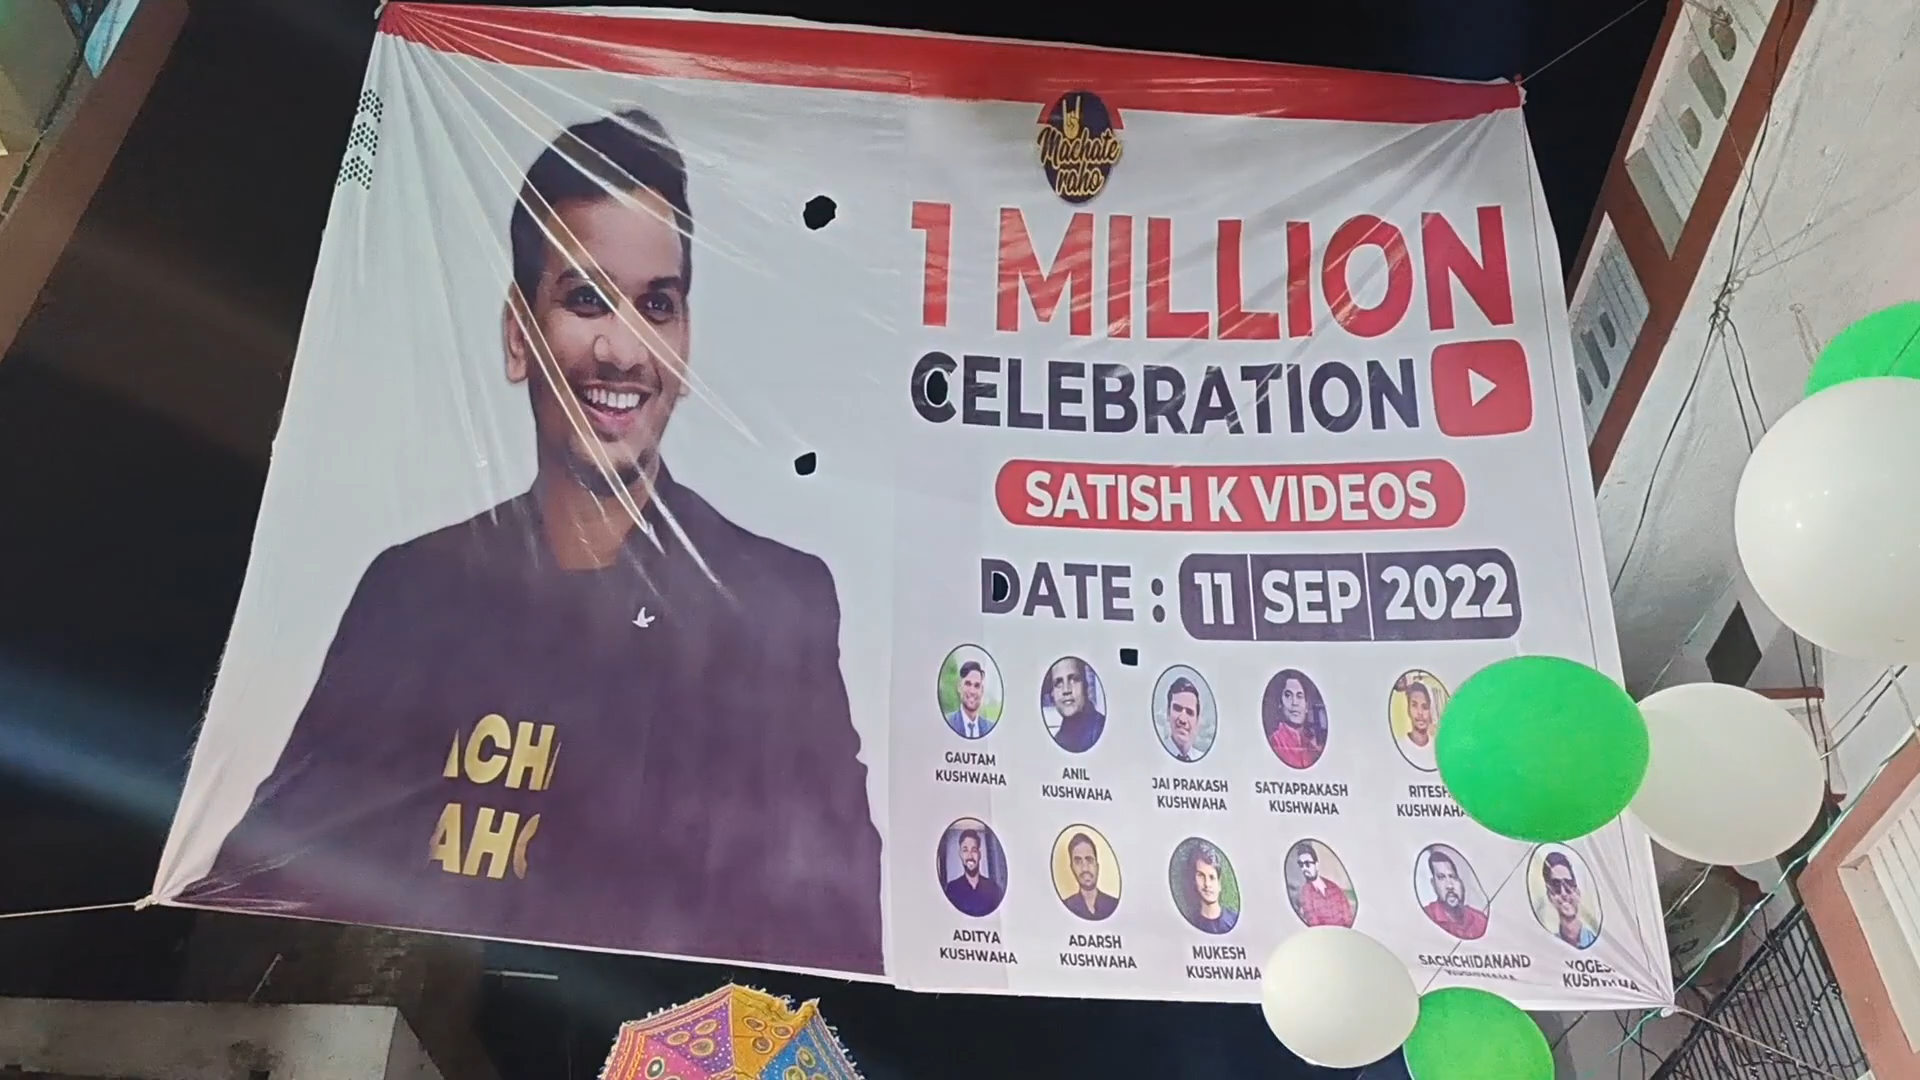 Machate
raho
1 MILLION
CELEBRATION
SATISH K VIDEOS
DATE : 11 SEP 2022
ACHA
AHO
GAUTAM
KUSHWAHA
ANIL
KUSHWAHA
JAI PRAKASH
KUSHWAHA
SATYAPRAKASH
KUSHWAHA
RITESH
KUSHWAHA
ADITYA
KUSHWAHA
ADARSH
KUSHWAHA
MUKESH
KUSHWAHA
SACHCHIDANAND
KUSHWAHA
KUSHWAHA